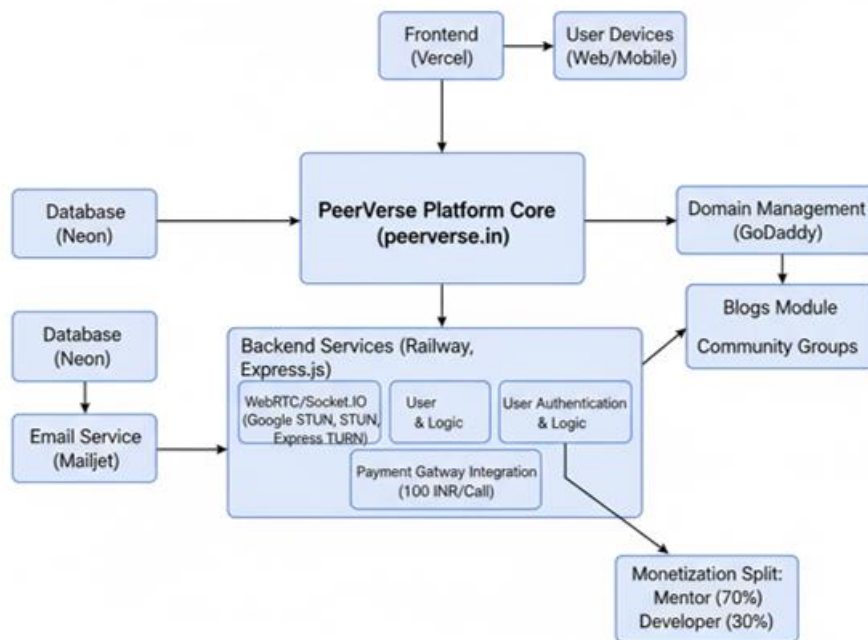 Frontend
(Vercel)
User Devices
(Web/Mobile)
Database
(Neon)
PeerVerse Platform Core
(peerverse.in)
Domain Management
(GoDaddy)
Database
(Neon)
Blogs Module
Community Groups
Backend Services (Railway,
Express.js)
WebRTC/Socket.IO
(Google STUN, STUN,
Express TURN)
User
& Logic
User Authentication
& Logic
Email Service
(Mailjet)
Payment Gatway Integration
(100 INR/Call)
Monetization Split:
Mentor (70%)
Developer (30%)